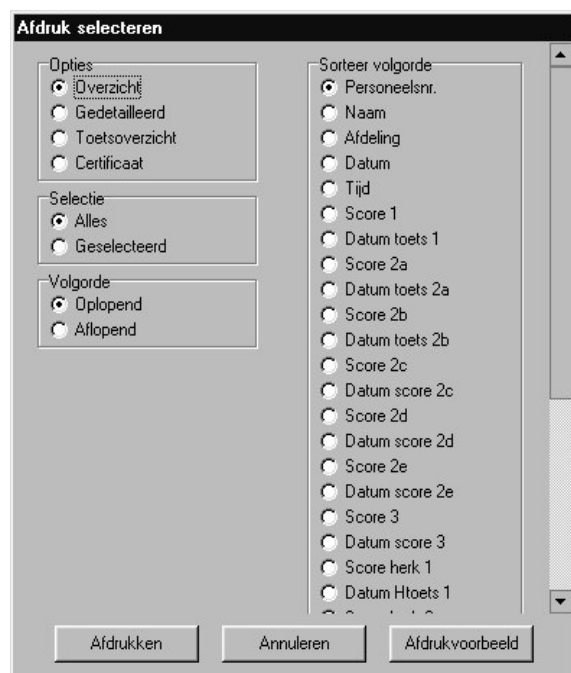 Afdruk selecteren
Opties
Overzicht
Gedetailleerd
Toetsoverzicht
Certificaat
Selectie
Alles
Geselecteerd
Volgorde
Oplopend
Aflopend
Sorteer volgorde
Personeelsnr.
Naam
Afdeling
Datum
Tijd
Score 1
Datum toets 1
Score 2a
Datum toets 2a
Score 2b
Datum toets 2b
Score 2c
Datum score 2c
Score 2d
Datum score 2d
Score 2e
Datum score 2e
Score 3
Datum score 3
Score herk 1
Datum Htoets 1
Afdrukken
Annuleren
Afdrukvoorbeeld